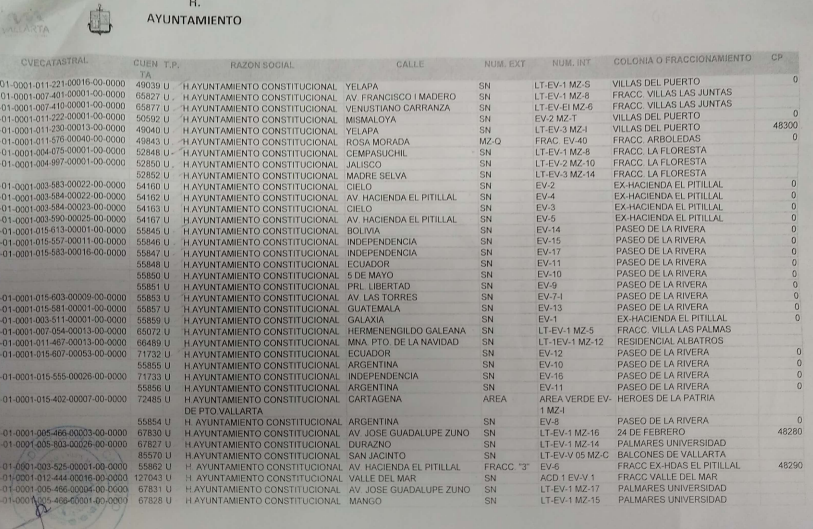 H.
AYUNTAMIENTO
CVECATASTRAL CUENTA T.P. RAZON SOCIAL CALLE NUM. EXT NUM. INT COLONIA O FRACCIONAMIENTO CP
01-0001-011-221-00016-00-0000 49039 U H.AYUNTAMIENTO CONSTITUCIONAL YELAPA SN LT-EV-1 MZ-S VILLAS DEL PUERTO 0
01-0001-007-401-00001-00-0000 65827 U H.AYUNTAMIENTO CONSTITUCIONAL AV. FRANCISCO I MADERO SN LT-EV-1 MZ-8 FRACC. VILLAS LAS JUNTAS
01-0001-007-410-00001-00-0000 65877 U H.AYUNTAMIENTO CONSTITUCIONAL VENUSTIANO CARRANZA SN LT-EV-EI MZ-6 FRACC. VILLAS LAS JUNTAS
01-0001-011-222-00001-00-0000 50592 U H.AYUNTAMIENTO CONSTITUCIONAL MISMALOYA SN EV-2 MZ-T VILLAS DEL PUERTO 0
01-0001-011-230-00013-00-0000 49040 U H.AYUNTAMIENTO CONSTITUCIONAL YELAPA SN LT-EV-3 MZ-I VILLAS DEL PUERTO 48300
01-0001-011-576-00040-00-0000 49843 U H.AYUNTAMIENTO CONSTITUCIONAL ROSA MORADA MZ-Q FRAC. EV-40 FRACC. ARBOLEDAS 0
01-0001-004-075-00001-00-0000 52848 U H.AYUNTAMIENTO CONSTITUCIONAL CEMPASUCHIL SN LT-EV-1 MZ-8 FRACC. LA FLORESTA
01-0001-004-997-00001-00-0000 52850 U H.AYUNTAMIENTO CONSTITUCIONAL JALISCO SN LT-EV-2 MZ-10 FRACC. LA FLORESTA
52852 U H.AYUNTAMIENTO CONSTITUCIONAL MADRE SELVA SN LT-EV-3 MZ-14 FRACC. LA FLORESTA
01-0001-003-583-00022-00-0000 54160 U H.AYUNTAMIENTO CONSTITUCIONAL CIELO SN EV-2 EX-HACIENDA EL PITILLAL 0
01-0001-003-584-00022-00-0000 54162 U H.AYUNTAMIENTO CONSTITUCIONAL AV. HACIENDA EL PITILLAL SN EV-4 EX-HACIENDA EL PITILLAL 0
01-0001-003-584-00023-00-0000 54163 U H.AYUNTAMIENTO CONSTITUCIONAL CIELO SN EV-3 EX-HACIENDA EL PITILLAL 0
01-0001-003-590-00025-00-0000 54167 U H.AYUNTAMIENTO CONSTITUCIONAL AV. HACIENDA EL PITILLAL SN EV-5 EX-HACIENDA EL PITILLAL 0
01-0001-015-613-00001-00-0000 55845 U H.AYUNTAMIENTO CONSTITUCIONAL BOLIVIA SN EV-14 PASEO DE LA RIVERA 0
01-0001-015-557-00011-00-0000 55846 U H.AYUNTAMIENTO CONSTITUCIONAL INDEPENDENCIA SN EV-15 PASEO DE LA RIVERA 0
01-0001-015-583-00016-00-0000 55847 U H.AYUNTAMIENTO CONSTITUCIONAL INDEPENDENCIA SN EV-17 PASEO DE LA RIVERA 0
55848 U H.AYUNTAMIENTO CONSTITUCIONAL ECUADOR SN EV-11 PASEO DE LA RIVERA 0
55850 U H.AYUNTAMIENTO CONSTITUCIONAL 5 DE MAYO SN EV-10 PASEO DE LA RIVERA 0
55851 U H.AYUNTAMIENTO CONSTITUCIONAL PRL. LIBERTAD SN EV-9 PASEO DE LA RIVERA 0
01-0001-015-603-00009-00-0000 55853 U H.AYUNTAMIENTO CONSTITUCIONAL AV. LAS TORRES SN EV-7-I PASEO DE LA RIVERA 0
01-0001-015-581-00001-00-0000 55857 U H.AYUNTAMIENTO CONSTITUCIONAL GUATEMALA SN EV-13 PASEO DE LA RIVERA 0
01-0001-003-511-00001-00-0000 55859 U H.AYUNTAMIENTO CONSTITUCIONAL GALAXIA SN EV-1 EX-HACIENDA EL PITILLAL 0
01-0001-007-054-00013-00-0000 65072 U H.AYUNTAMIENTO CONSTITUCIONAL HERMENENGILDO GALEANA SN LT-EV-1 MZ-5 FRACC. VILLA LAS PALMAS
01-0001-011-467-00013-00-0000 66489 U H.AYUNTAMIENTO CONSTITUCIONAL MNA. PTO. DE LA NAVIDAD SN LT-1EV-1 MZ-12 RESIDENCIAL ALBATROS
01-0001-015-607-00053-00-0000 71732 U H.AYUNTAMIENTO CONSTITUCIONAL ECUADOR SN EV-12 PASEO DE LA RIVERA 0
55855 U H.AYUNTAMIENTO CONSTITUCIONAL ARGENTINA SN EV-10 PASEO DE LA RIVERA 0
01-0001-015-555-00026-00-0000 71733 U H.AYUNTAMIENTO CONSTITUCIONAL INDEPENDENCIA SN EV-16 PASEO DE LA RIVERA 0
55856 U H.AYUNTAMIENTO CONSTITUCIONAL ARGENTINA SN EV-11 PASEO DE LA RIVERA 0
01-0001-015-402-00007-00-0000 72485 U H.AYUNTAMIENTO CONSTITUCIONAL CARTAGENA AREA AREA VERDE EV- HEROES DE LA PATRIA
DE PTO.VALLARTA 1 MZ-I
55854 U H. AYUNTAMIENTO CONSTITUCIONAL ARGENTINA SN EV-8 PASEO DE LA RIVERA 0
01-0001-005-466-00003-00-0000 67830 U H.AYUNTAMIENTO CONSTITUCIONAL AV. JOSE GUADALUPE ZUNO SN LT-EV-1 MZ-16 24 DE FEBRERO 48280
01-0001-005-803-00026-00-0000 67827 U H.AYUNTAMIENTO CONSTITUCIONAL DURAZNO SN LT-EV-1 MZ-14 PALMARES UNIVERSIDAD
85570 U H.AYUNTAMIENTO CONSTITUCIONAL SAN JACINTO SN LT-EV-V 05 MZ-C BALCONES DE VALLARTA
01-0001-003-525-00001-00-0000 55862 U H. AYUNTAMIENTO CONSTITUCIONAL AV. HACIENDA EL PITILLAL FRACC. "3" EV-6 FRACC EX-HDAS EL PITILLAL 48290
01-0001-012-444-00016-00-0000 127043 U H.AYUNTAMIENTO CONSTITUCIONAL VALLE DEL MAR SN ACD 1 EV-V 1 FRACC VALLE DEL MAR
01-0001-005-466-00004-00-0000 67831 U H.AYUNTAMIENTO CONSTITUCIONAL AV. JOSE GUADALUPE ZUNO SN LT-EV-1 MZ-17 PALMARES UNIVERSIDAD
01-0001-005-468-00001-00-0000 67828 U H.AYUNTAMIENTO CONSTITUCIONAL MANGO SN LT-EV-1 MZ-15 PALMARES UNIVERSIDAD